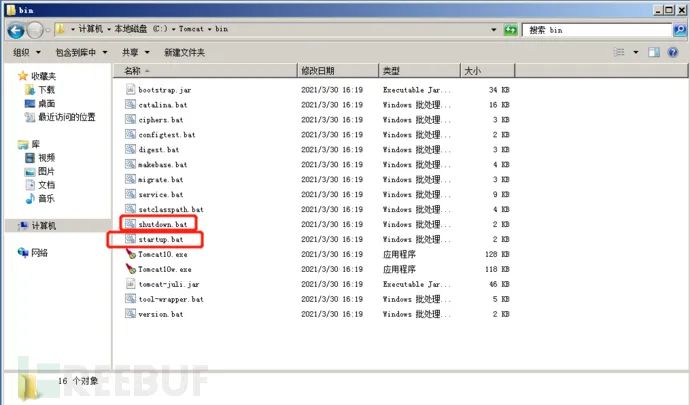 bin
计算机 ▸ 本地磁盘 (C:) ▸ Tomcat ▸ bin
搜索 bin
组织 包含到库中 共享 新建文件夹
收藏夹
下载
桌面
最近访问的位置
库
视频
图片
文档
音乐
计算机
网络
名称 修改日期 类型 大小
bootstrap.jar 2021/3/30 16:19 Executable Jar... 34 KB
catalina.bat 2021/3/30 16:19 Windows 批处理... 16 KB
ciphers.bat 2021/3/30 16:19 Windows 批处理... 3 KB
configtest.bat 2021/3/30 16:19 Windows 批处理... 2 KB
digest.bat 2021/3/30 16:19 Windows 批处理... 3 KB
makebase.bat 2021/3/30 16:19 Windows 批处理... 4 KB
migrate.bat 2021/3/30 16:19 Windows 批处理... 3 KB
service.bat 2021/3/30 16:19 Windows 批处理... 9 KB
setclasspath.bat 2021/3/30 16:19 Windows 批处理... 4 KB
shutdown.bat 2021/3/30 16:19 Windows 批处理... 2 KB
startup.bat 2021/3/30 16:19 Windows 批处理... 2 KB
Tomcat10.exe 2021/3/30 16:19 应用程序 128 KB
Tomcat10w.exe 2021/3/30 16:19 应用程序 118 KB
tomcat-juli.jar 2021/3/30 16:19 Executable Jar... 46 KB
tool-wrapper.bat 2021/3/30 16:19 Windows 批处理... 5 KB
version.bat 2021/3/30 16:19 Windows 批处理... 2 KB
16 个对象
FREEBUF